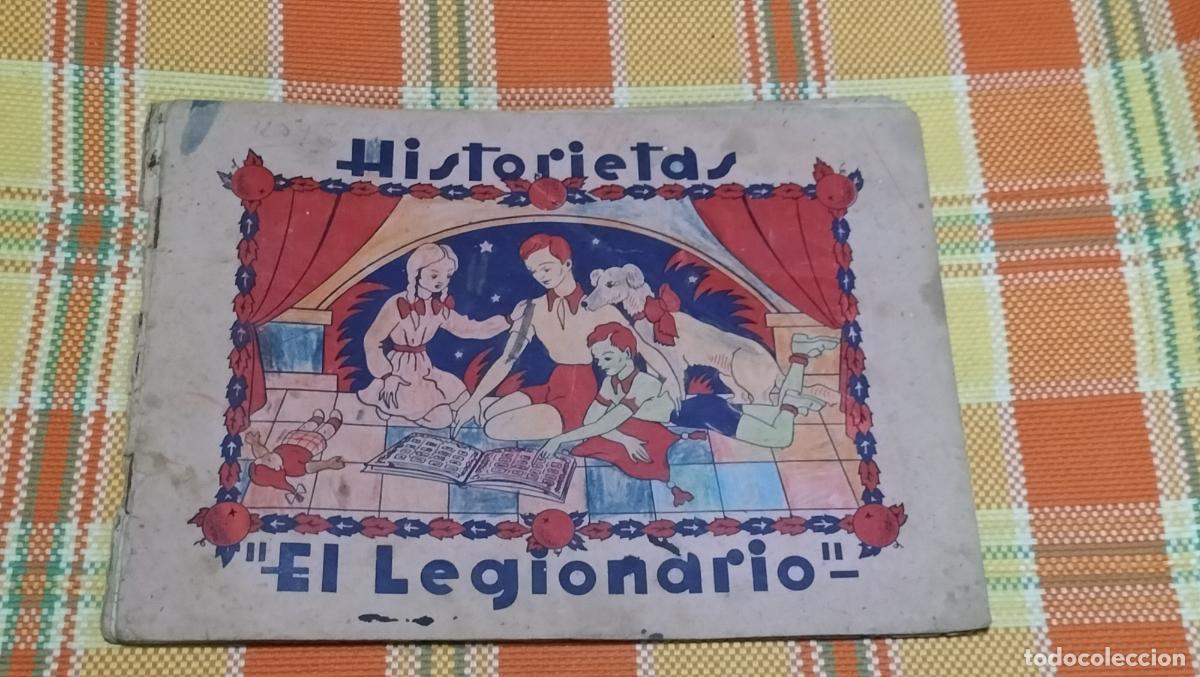 Historietas
"El Legionario"-
todocoleccion